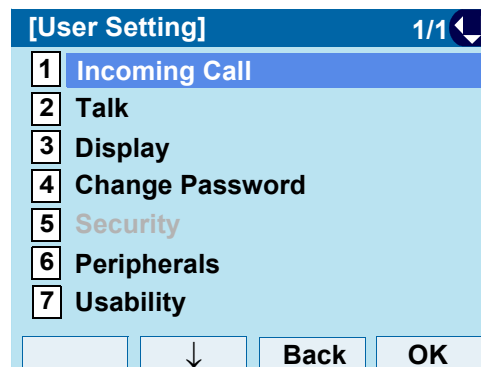 [User Setting] 1/1
1 Incoming Call
2 Talk
3 Display
4 Change Password
5 Security
6 Peripherals
7 Usability
↓ Back OK